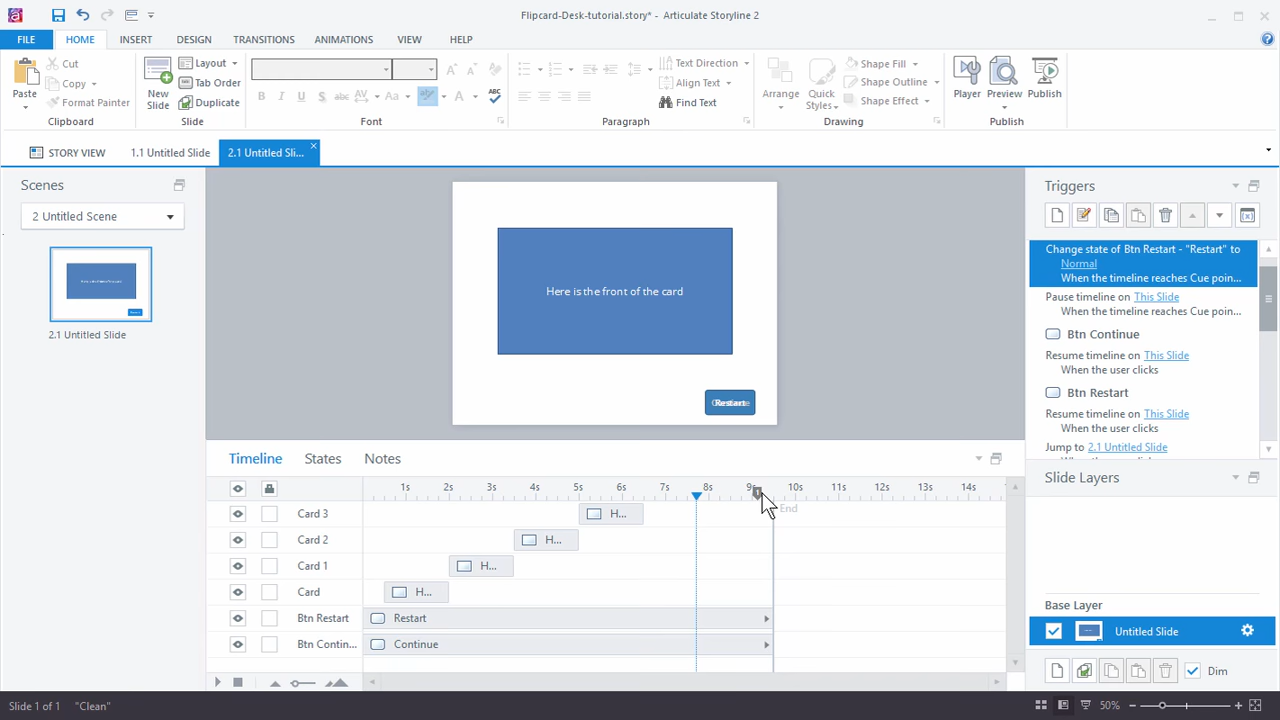 Flipcard-Desk-tutorial.story* - Articulate Storyline 2
FILE HOME INSERT DESIGN TRANSITIONS ANIMATIONS VIEW HELP
Paste
Cut
Copy
Format Painter
Clipboard
New Slide
Layout
Tab Order
Duplicate
Slide
B I U S abc AV Aa A
ABC
Font
Text Direction
Align Text
Find Text
Paragraph
Arrange
Quick Styles
Shape Fill
Shape Outline
Shape Effect
Drawing
Player
Preview
Publish
Publish
STORY VIEW 1.1 Untitled Slide 2.1 Untitled Sli...
Scenes
2 Untitled Scene
2.1 Untitled Slide
Here is the front of the card
Restart
Triggers
Change state of Btn Restart - "Restart" to
Normal
When the timeline reaches Cue poin...
Pause timeline on This Slide
When the timeline reaches Cue poin...
Btn Continue
Resume timeline on This Slide
When the user clicks
Btn Restart
Resume timeline on This Slide
When the user clicks
Jump to 2.1 Untitled Slide
Timeline States Notes
1s 2s 3s 4s 5s 6s 7s 8s 9s 10s 11s 12s 13s 14s
End
Card 3 H...
Card 2 H...
Card 1 H...
Card H...
Btn Restart Restart
Btn Contin... Continue
Slide Layers
Base Layer
Untitled Slide
Dim
Slide 1 of 1 "Clean" 50%